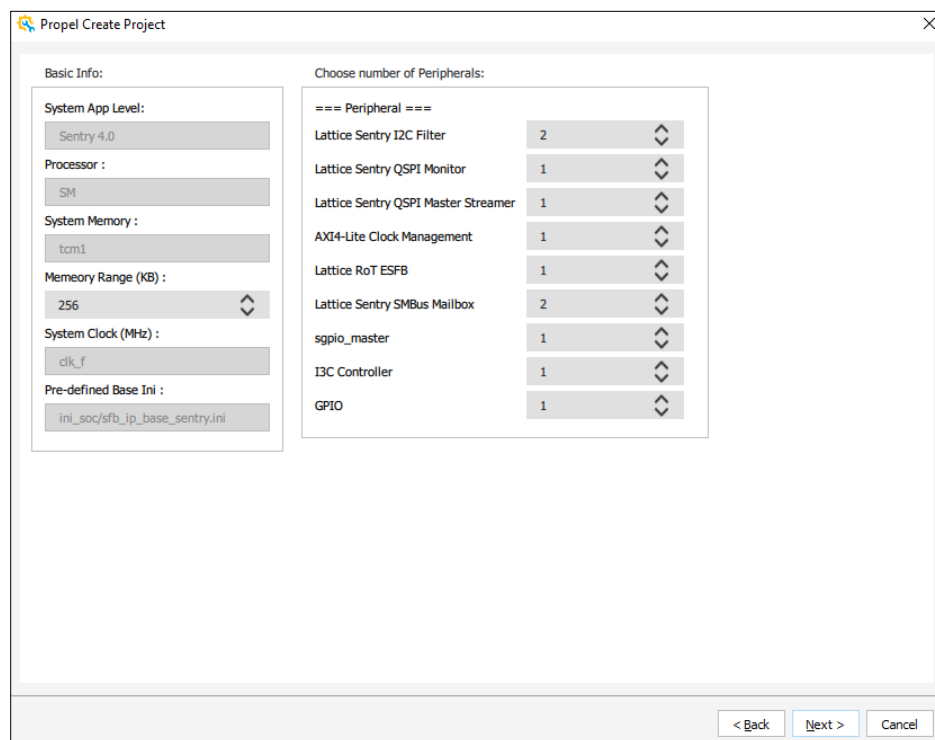 Propel Create Project
Basic Info:
System App Level:
Sentry 4.0
Processor :
SM
System Memory :
tcm1
Memeory Range (KB) :
256
System Clock (MHz) :
clk_f
Pre-defined Base Ini :
ini_soc/sfb_ip_base_sentry.ini
Choose number of Peripherals:
=== Peripheral ===
Lattice Sentry I2C Filter 2
Lattice Sentry QSPI Monitor 1
Lattice Sentry QSPI Master Streamer 1
AXI4-Lite Clock Management 1
Lattice RoT ESFB 1
Lattice Sentry SMBus Mailbox 2
sgpio_master 1
I3C Controller 1
GPIO 1
< Back Next > Cancel